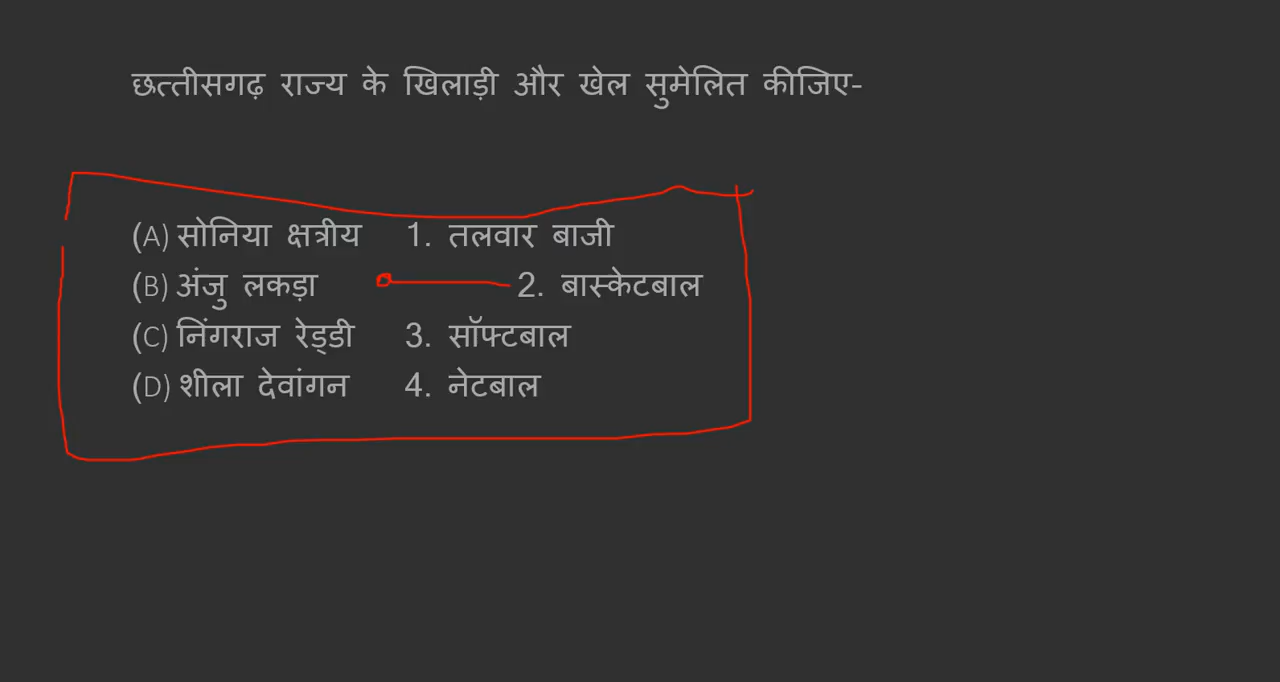 छत्तीसगढ़ राज्य के खिलाड़ी और खेल सुमेलित कीजिए-
(A) सोनिया क्षत्रीय 1. तलवार बाजी
(B) अंजु लकड़ा 2. बास्केटबाल
(C) निंगराज रेड्डी 3. सॉफ्टबाल
(D) शीला देवांगन 4. नेटबाल